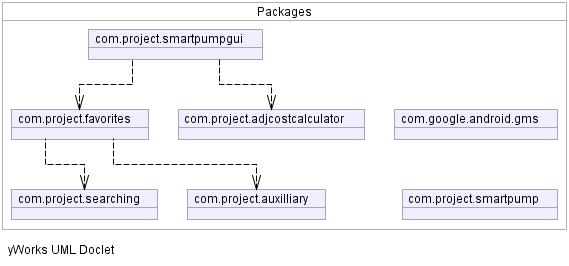 Packages
com.project.smartpumpgui
com.project.favorites
com.project.adjcostcalculator
com.google.android.gms
com.project.searching
com.project.auxilliary
com.project.smartpump
yWorks UML Doclet